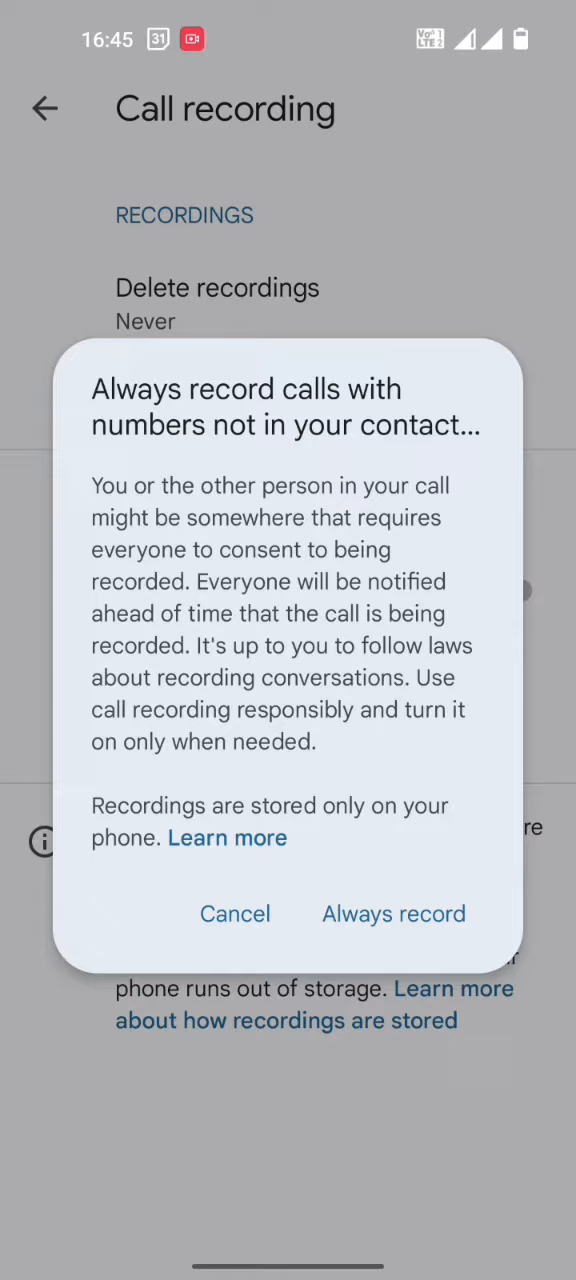 16:45
31
Vo 1
LTE 2
Call recording
RECORDINGS
Delete recordings
Never
Always record calls with
numbers not in your contact...
You or the other person in your call
might be somewhere that requires
everyone to consent to being
recorded. Everyone will be notified
ahead of time that the call is being
recorded. It's up to you to follow laws
about recording conversations. Use
call recording responsibly and turn it
on only when needed.
re
Recordings are stored only on your
phone. Learn more
Cancel
Always record
phone runs out of storage. Learn more
about how recordings are stored